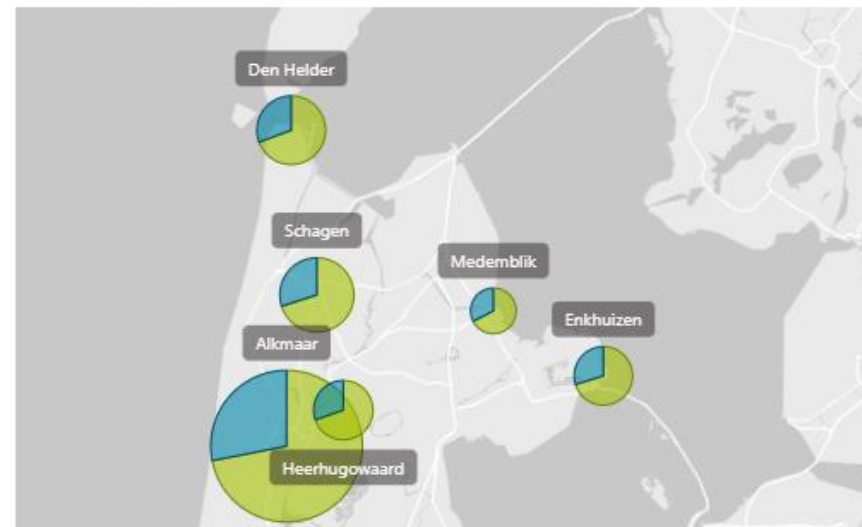 Den Helder
Schagen
Medemblik
Enkhuizen
Alkmaar
Heerhugowaard